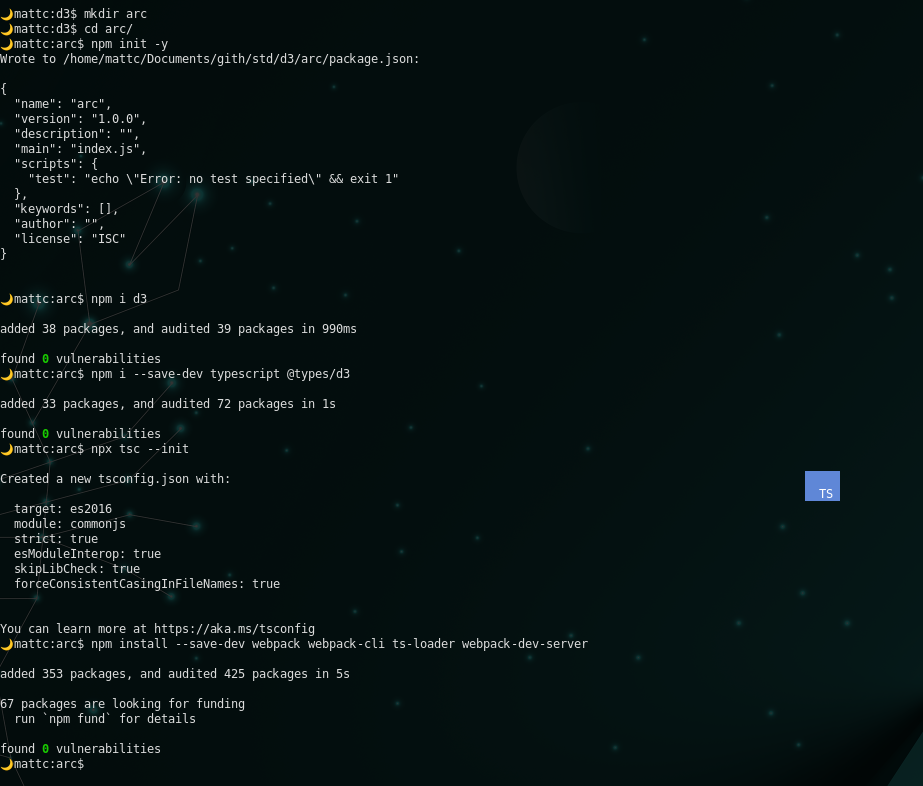 🌙mattc:d3$ mkdir arc
🌙mattc:d3$ cd arc/
🌙mattc:arc$ npm init -y
Wrote to /home/mattc/Documents/gith/std/d3/arc/package.json:

{
  "name": "arc",
  "version": "1.0.0",
  "description": "",
  "main": "index.js",
  "scripts": {
    "test": "echo \"Error: no test specified\" && exit 1"
  },
  "keywords": [],
  "author": "",
  "license": "ISC"
}

🌙mattc:arc$ npm i d3

added 38 packages, and audited 39 packages in 990ms

found 0 vulnerabilities
🌙mattc:arc$ npm i --save-dev typescript @types/d3

added 33 packages, and audited 72 packages in 1s

found 0 vulnerabilities
🌙mattc:arc$ npx tsc --init

Created a new tsconfig.json with:

TS
  target: es2016
  module: commonjs
  strict: true
  esModuleInterop: true
  skipLibCheck: true
  forceConsistentCasingInFileNames: true

You can learn more at https://aka.ms/tsconfig
🌙mattc:arc$ npm install --save-dev webpack webpack-cli ts-loader webpack-dev-server

added 353 packages, and audited 425 packages in 5s

67 packages are looking for funding
  run `npm fund` for details

found 0 vulnerabilities
🌙mattc:arc$